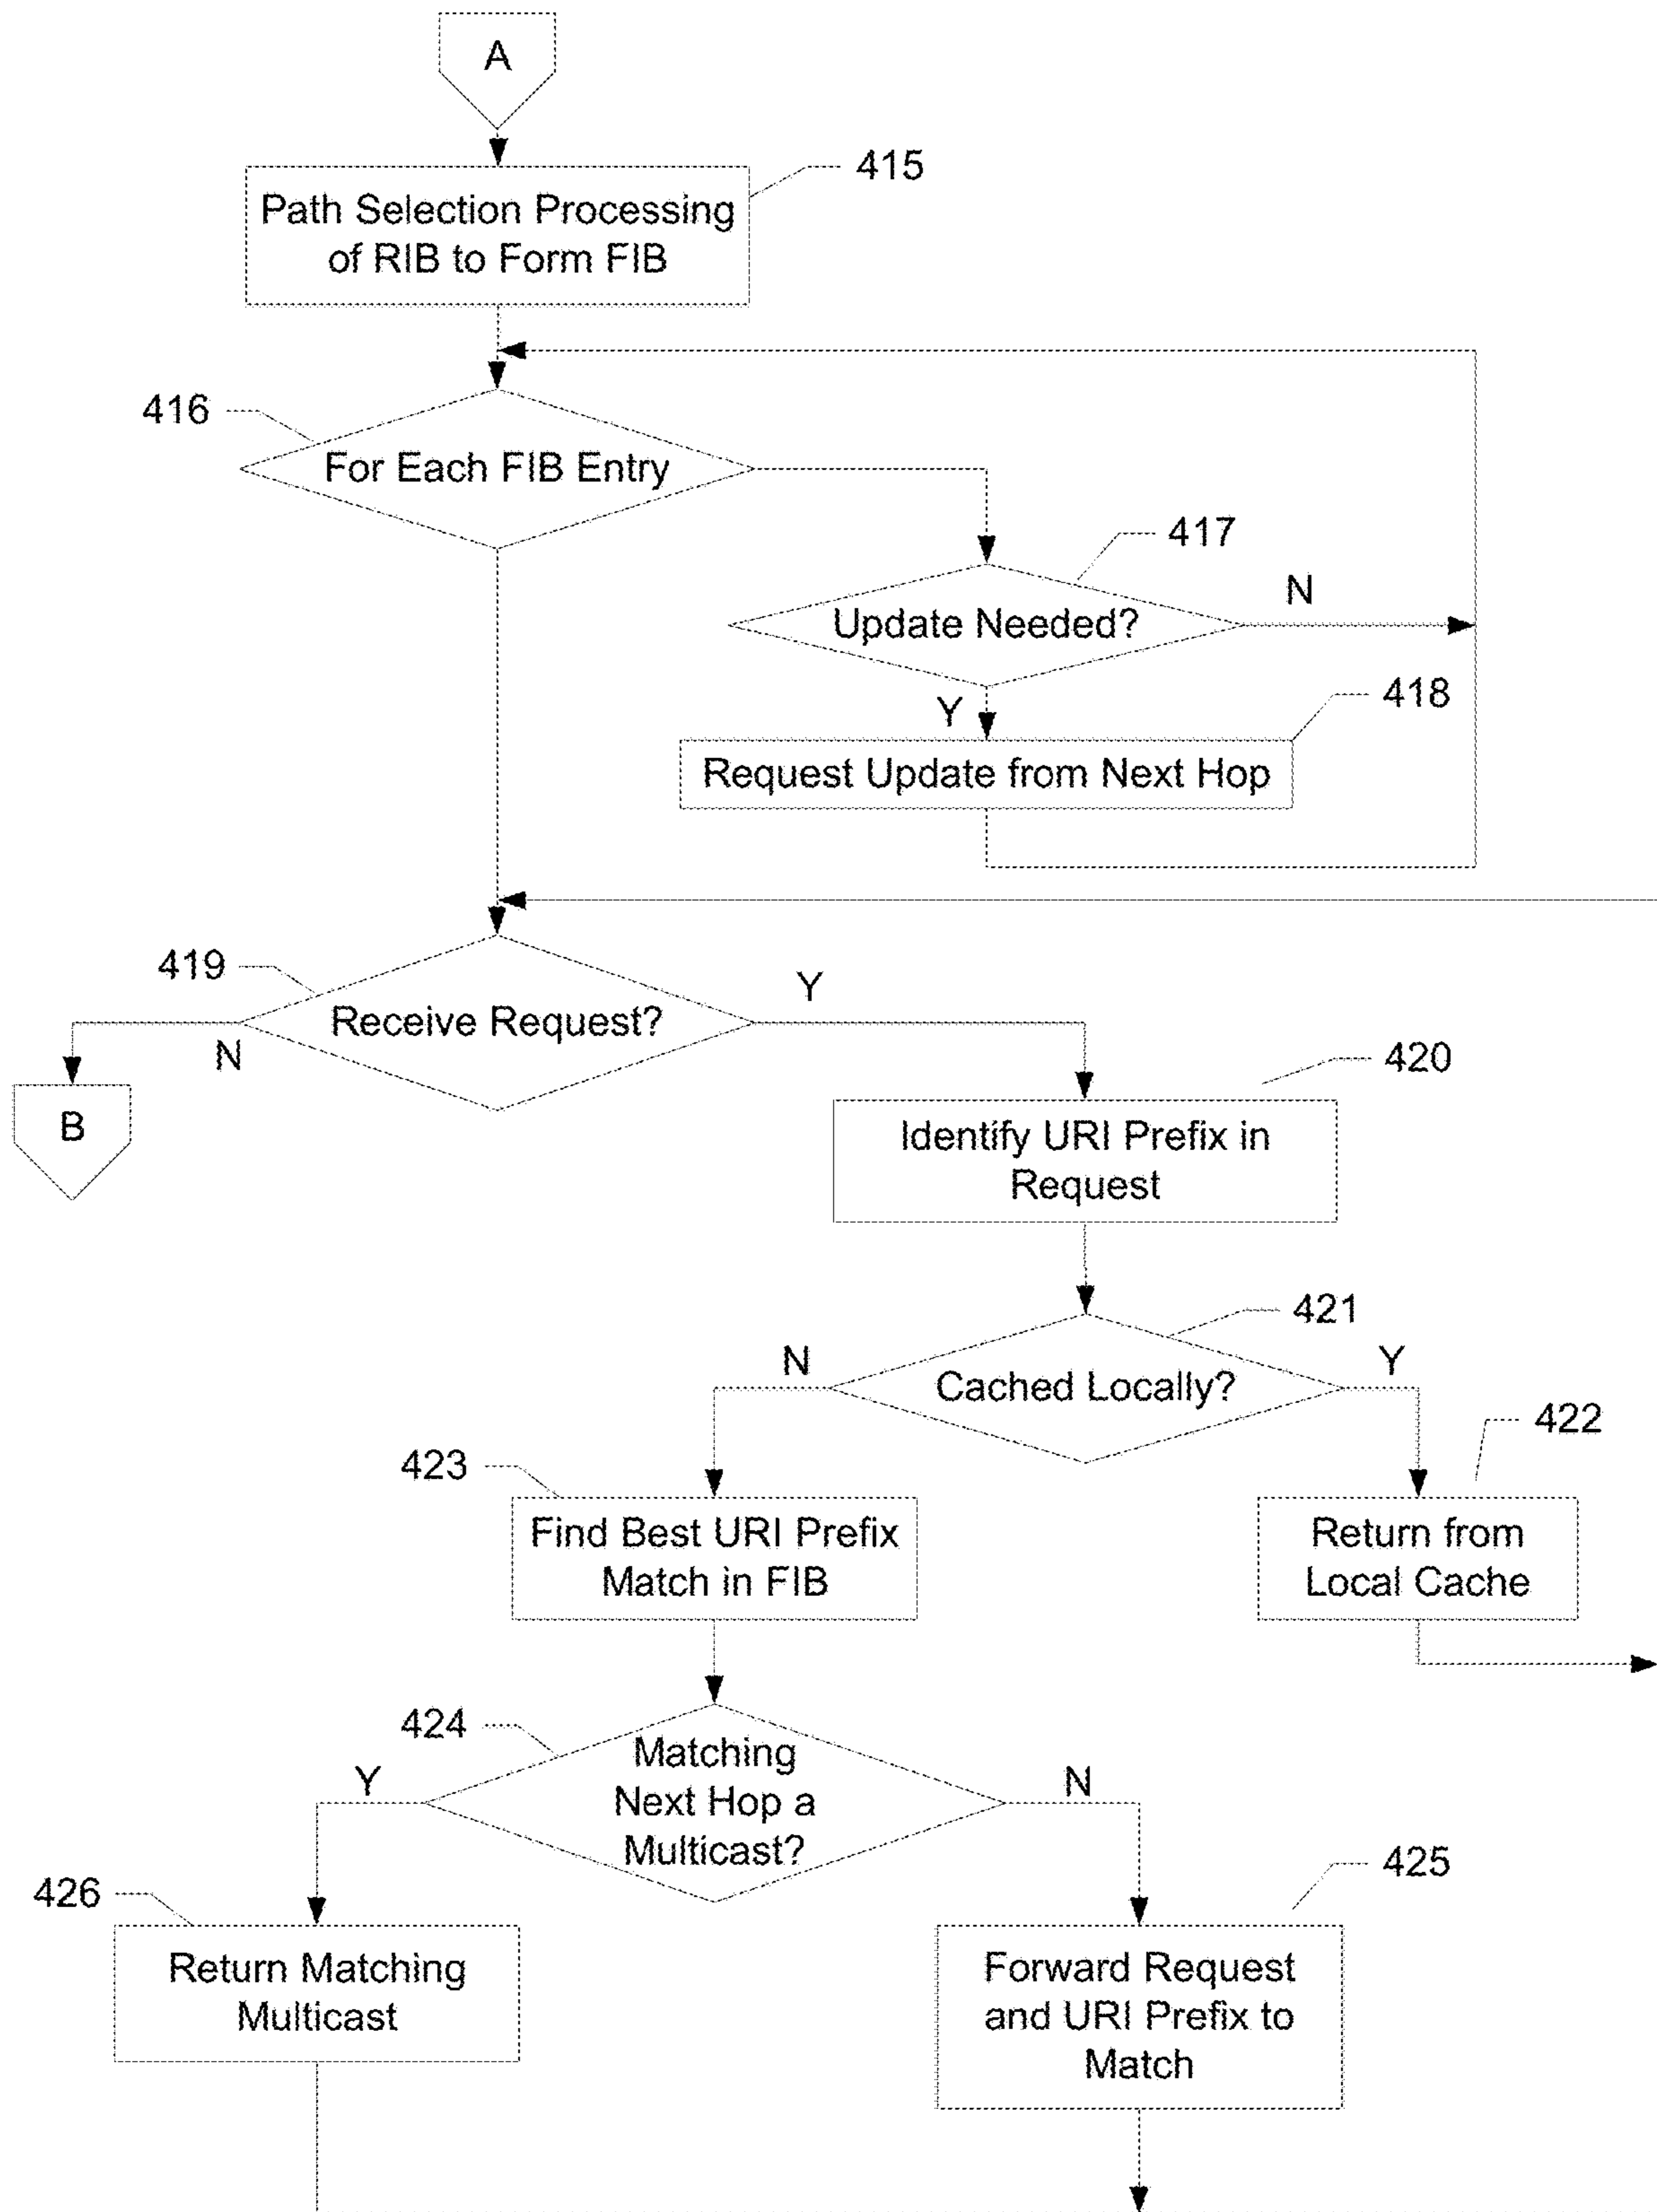 A
415
Path Selection Processing
of RIB to Form FIB
416
For Each FIB Entry
417
Update Needed?
N
Y
418
Request Update from Next Hop
419
Receive Request?
Y
N
B
420
Identify URI Prefix in
Request
421
Cached Locally?
N
Y
422
423
Find Best URI Prefix
Match in FIB
Return from
Local Cache
424
Matching
Next Hop a
Multicast?
Y
N
425
426
Return Matching
Multicast
Forward Request
and URI Prefix to
Match